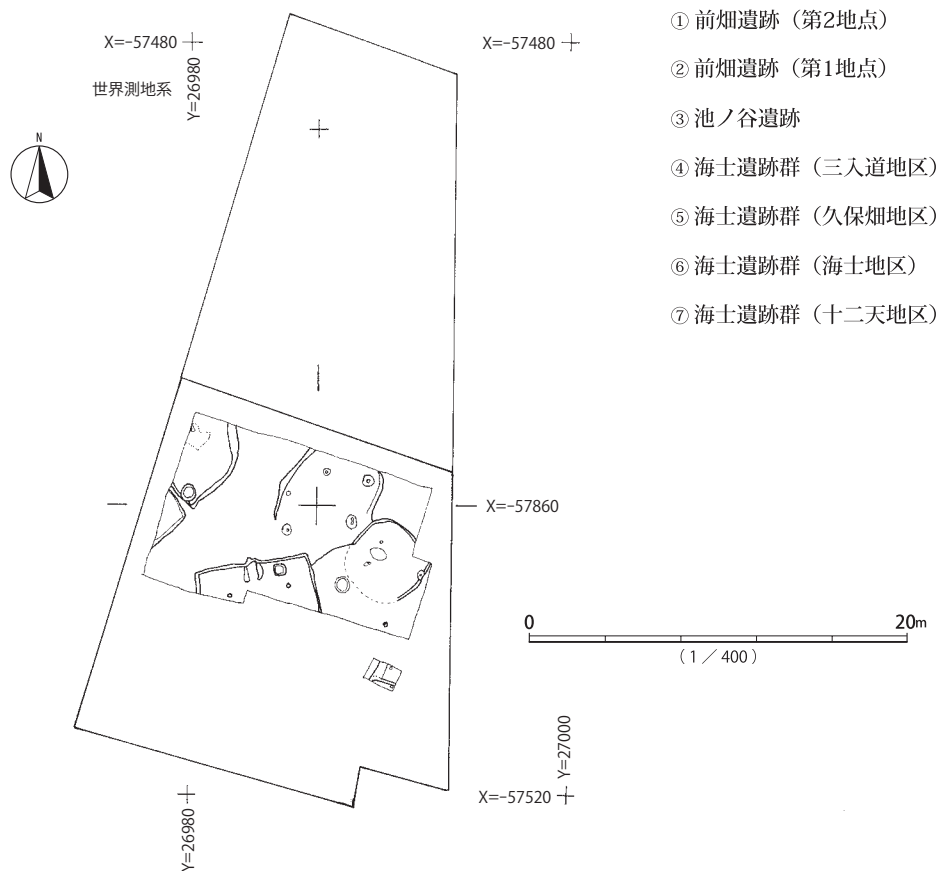 X=-57480
Y=26980
世界測地系
X=-57480
N
X=-57860
0 20m
(1/400)
Y=27000
X=-57520
Y=26980
① 前畑遺跡（第2地点）
② 前畑遺跡（第1地点）
③ 池ノ谷遺跡
④ 海士遺跡群（三入道地区）
⑤ 海士遺跡群（久保畑地区）
⑥ 海士遺跡群（海士地区）
⑦ 海士遺跡群（十二天地区）